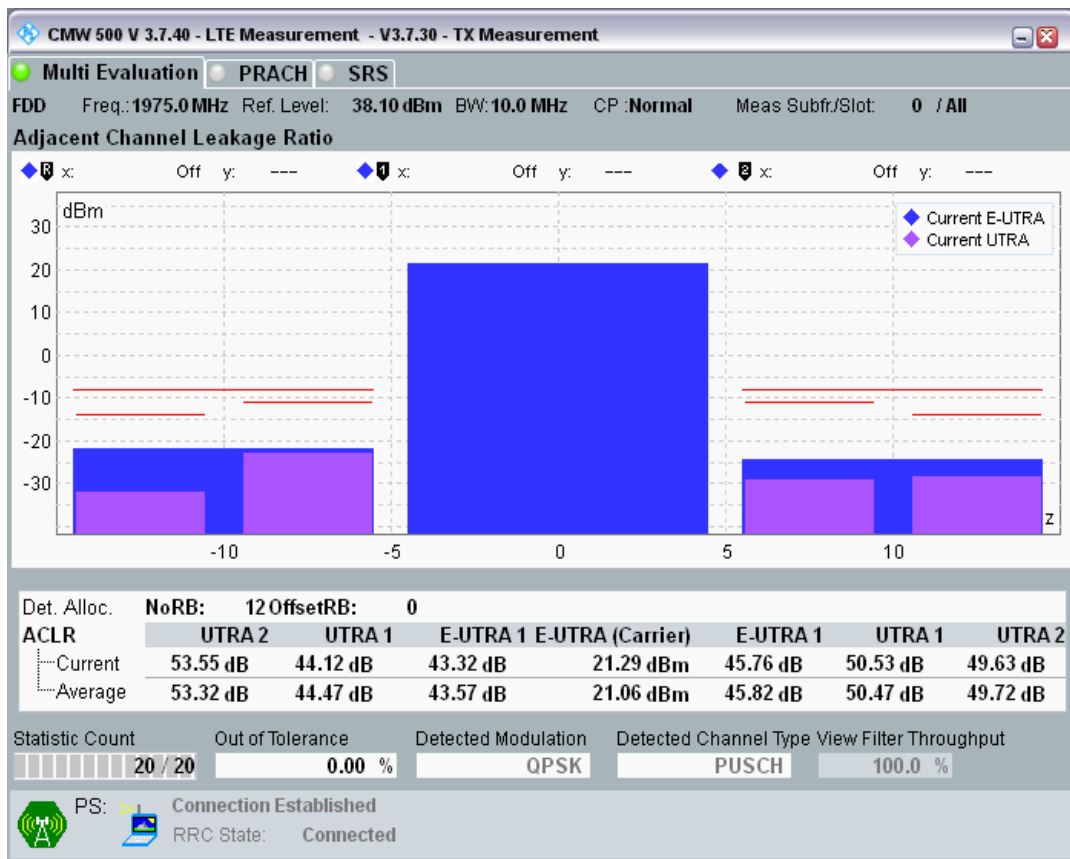 CMW 500 V 3.7.40 - LTE Measurement - V3.7.30 - TX Measurement
Multi Evaluation PRACH SRS
FDD Freq.: 1975.0 MHz Ref. Level: 38.10 dBm BW: 10.0 MHz CP :Normal Meas Subfr./Slot: 0 / All
Adjacent Channel Leakage Ratio
R x: Off y: --- 1 x: Off y: --- 2 x: Off y: ---
dBm
Current E-UTRA
Current UTRA
30
20
10
0
-10
-20
-30
z
-10 -5 0 5 10
Det. Alloc. NoRB: 12 OffsetRB: 0
ACLR UTRA 2 UTRA 1 E-UTRA 1 E-UTRA (Carrier) E-UTRA 1 UTRA 1 UTRA 2
Current 53.55 dB 44.12 dB 43.32 dB 21.29 dBm 45.76 dB 50.53 dB 49.63 dB
Average 53.32 dB 44.47 dB 43.57 dB 21.06 dBm 45.82 dB 50.47 dB 49.72 dB
Statistic Count Out of Tolerance Detected Modulation Detected Channel Type View Filter Throughput
20 / 20 0.00 % QPSK PUSCH 100.0 %
PS: Connection Established
RRC State: Connected